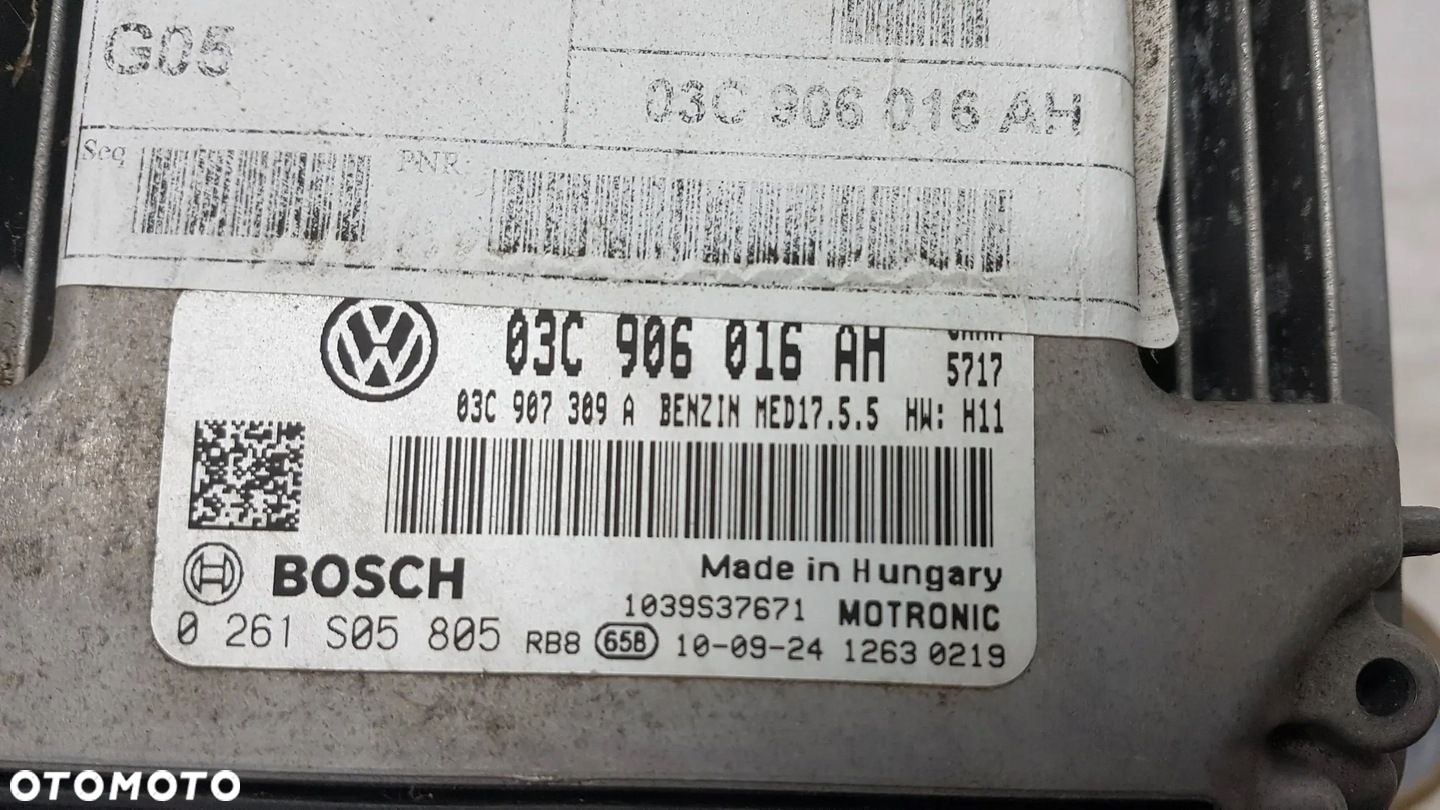 G05
03C 906 016 AH
Seq
PNR
03C 906 016 AH
5717
03C 907 309 A BENZIN MED17.5.5 HW: H11
BOSCH
Made in Hungary
1039S37671 MOTRONIC
0 261 S05 805 RB8 658 10-09-24 1263 0219
OTOMOTO